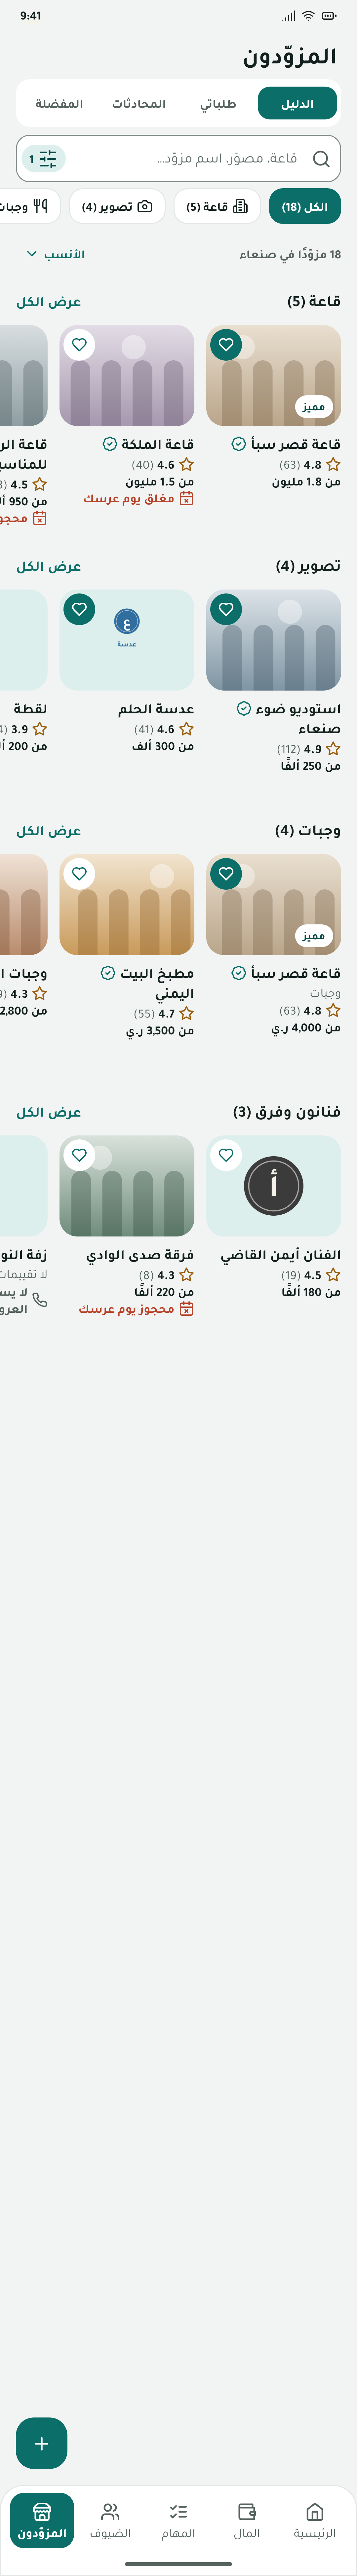 9:41
المزوّدون
الدليل
طلباتي
المحادثات
المفضلة
قاعة، مصوّر، اسم مزوّد...
1
الكل (18)
قاعة (5)
تصوير (4)
18 مزوّدًا في صنعاء
الأنسب
قاعة (5)
عرض الكل
مميز
قاعة قصر سبأ
4.8 (63)
من 1.8 مليون
قاعة الملكة
4.6 (40)
من 1.5 مليون
مغلق يوم عرسك
4.5
من 950
تصوير (4)
عرض الكل
استوديو ضوء
صنعاء
4.9 (112)
من 250 ألفًا
ع
عدسة
عدسة الحلم
4.6 (41)
من 300 ألف
لقطة
3.9
من 200
وجبات (4)
عرض الكل
مميز
قاعة قصر سبأ
وجبات
4.8 (63)
من 4,000 ر.ي
مطبخ البيت
اليمني
4.7 (55)
من 3,500 ر.ي
وجبات
4.3
2,800
فنانون وفرق (3)
عرض الكل
أ
الفنان أيمن القاضي
4.5 (19)
من 180 ألفًا
فرقة صدى الوادي
4.3 (8)
من 220 ألفًا
محجوز يوم عرسك
زفة
لا
لا
الرئيسية
المال
المهام
الضيوف
المزوّدون